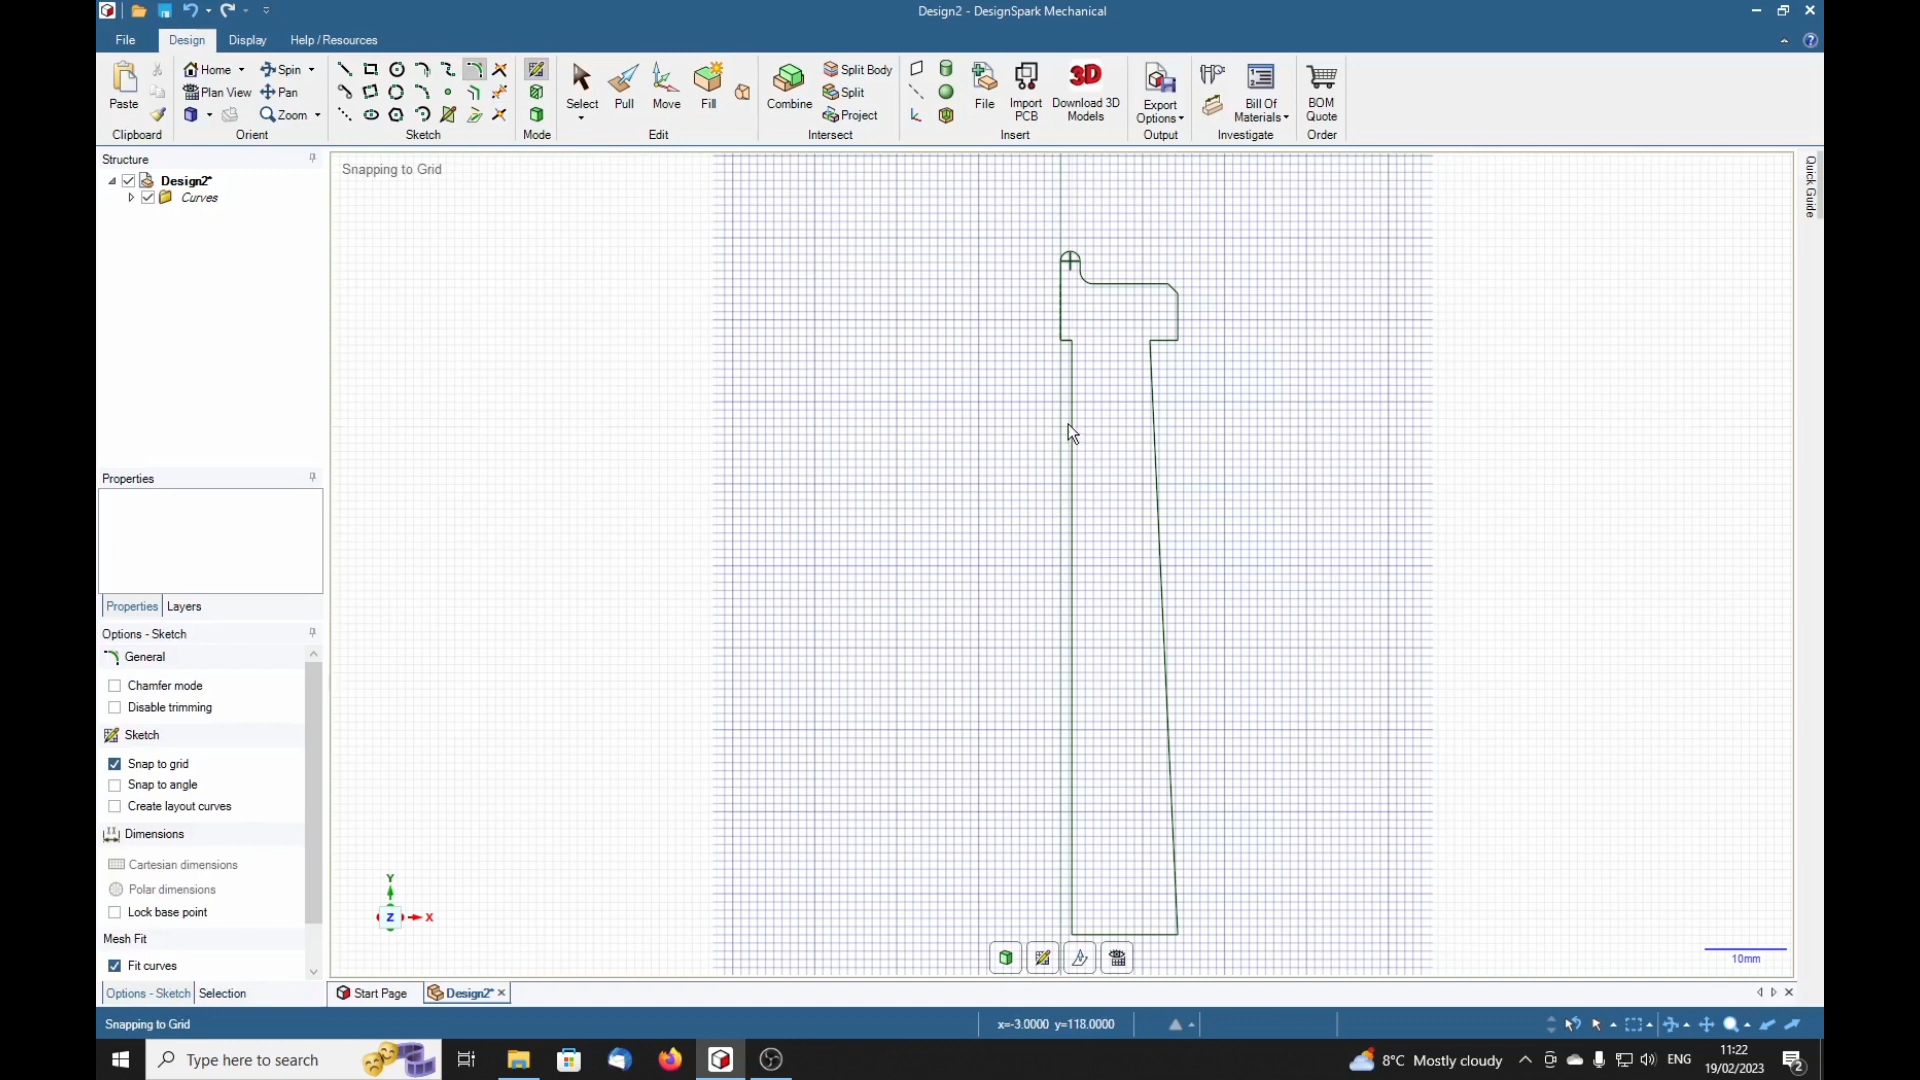 Design2 - DesignSpark Mechanical
File Design Display Help / Resources
Paste
Home Spin
Plan View Pan
Zoom
Select Pull Move Fill
Combine
Split Body
Split
Project
File Import PCB Download 3D Models
3D
Export Options
Bill Of Materials
BOM Quote
Clipboard Orient Sketch Mode Edit Intersect Insert Output Investigate Order
Structure
Design2*
Curves
Snapping to Grid
Quick Guide
Properties
Properties Layers
Options - Sketch
General
Chamfer mode
Disable trimming
Sketch
Snap to grid
Snap to angle
Create layout curves
Dimensions
Cartesian dimensions
Polar dimensions
Lock base point
Mesh Fit
Fit curves
Y
Z X
10mm
Options - Sketch Selection
Start Page Design2*
Snapping to Grid x=-3.0000 y=118.0000
Type here to search
8°C Mostly cloudy ENG 11:22
19/02/2023
2